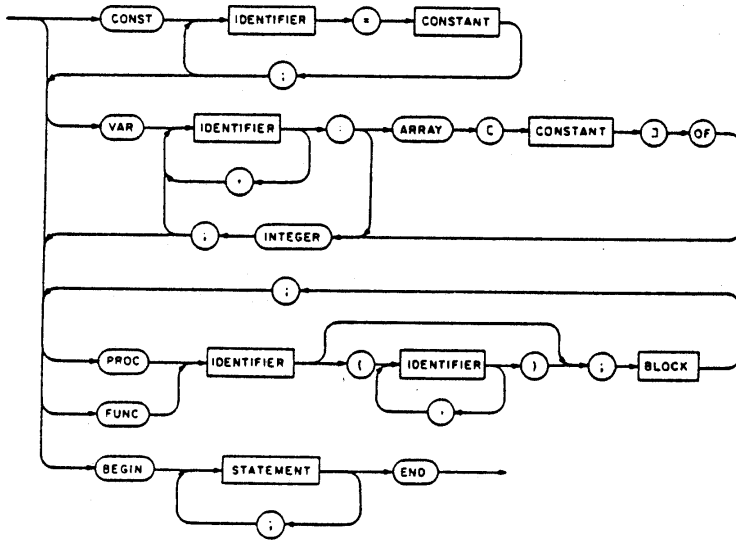 CONST IDENTIFIER = CONSTANT
;
VAR IDENTIFIER : ARRAY [ CONSTANT ] OF
,
; INTEGER
;
PROC IDENTIFIER ( IDENTIFIER ) ; BLOCK
,
FUNC
BEGIN STATEMENT END
;